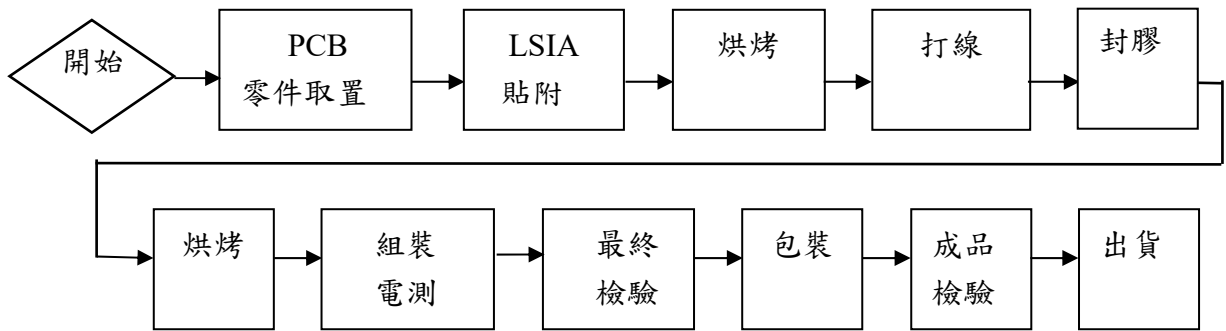 開始
PCB
零件取置
LSIA
貼附
烘烤
打線
封膠
烘烤
組裝
電測
最終
檢驗
包裝
成品
檢驗
出貨